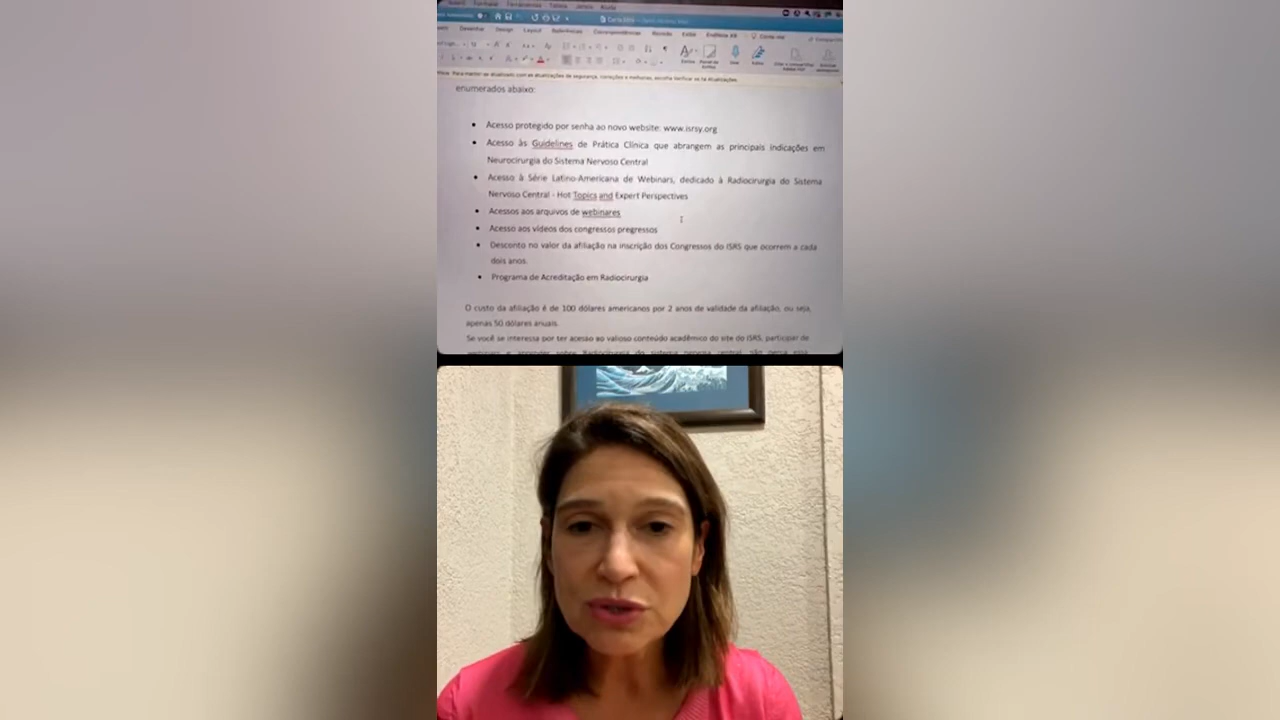 enumerados abaixo:
Acesso protegido por senha ao novo website: www.isrsy.org
Acesso às Guidelines de Prática Clínica que abrangem as principais indicações em
Neurocirurgia do Sistema Nervoso Central
Acesso à Série Latino-Americana de Webinars, dedicado à Radiocirurgia do Sistema
Nervoso Central - Hot Topics and Expert Perspectives
Acessos aos arquivos de webinares
Acesso aos vídeos dos congressos pregressos
Desconto no valor da afiliação na inscrição dos Congressos do ISRS que ocorrem a cada
dois anos.
Programa de Acreditação em Radiocirurgia
O custo da afiliação é de 100 dólares americanos por 2 anos de validade da afiliação, ou seja,
apenas 50 dólares anuais.
Se você se interessa por ter acesso ao valioso conteúdo acadêmico do site do ISRS, participar de